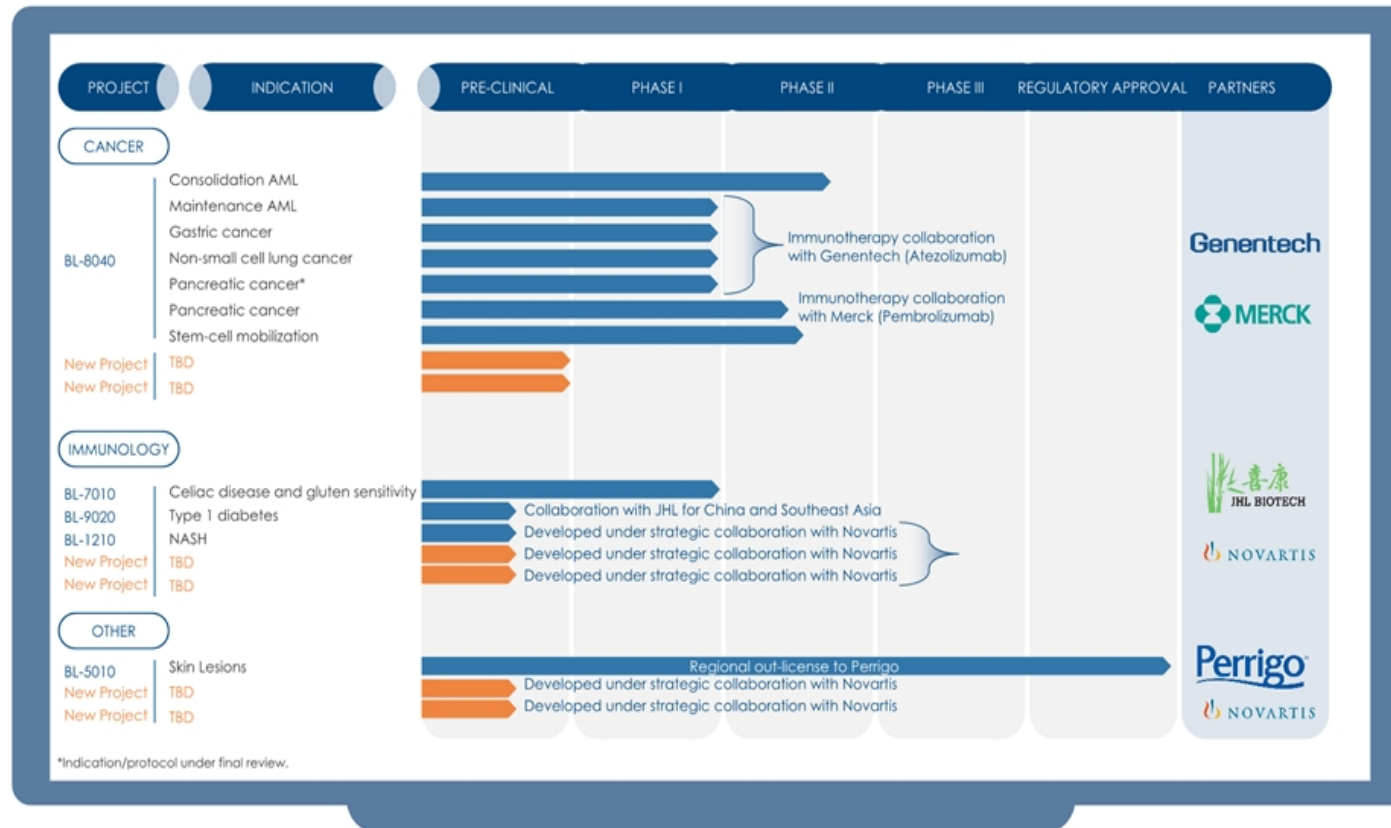 PROJECT INDICATION PRE-CLINICAL PHASE I PHASE II PHASE III REGULATORY APPROVAL PARTNERS
CANCER
BL-8040
Consolidation AML
Maintenance AML
Gastric cancer
Non-small cell lung cancer
Pancreatic cancer*
Immunotherapy collaboration
with Genentech (Atezolizumab)
Genentech
Pancreatic cancer
Immunotherapy collaboration
with Merck (Pembrolizumab)
MERCK
Stem-cell mobilization
New Project TBD
New Project TBD
IMMUNOLOGY
BL-7010 Celiac disease and gluten sensitivity
喜康
JHL BIOTECH
BL-9020 Type 1 diabetes Collaboration with JHL for China and Southeast Asia
BL-1210 NASH Developed under strategic collaboration with Novartis
New Project TBD Developed under strategic collaboration with Novartis
New Project TBD Developed under strategic collaboration with Novartis
NOVARTIS
OTHER
BL-5010 Skin Lesions Regional out-license to Perrigo
Perrigo
New Project TBD Developed under strategic collaboration with Novartis
New Project TBD Developed under strategic collaboration with Novartis
NOVARTIS
*Indication/protocol under final review.